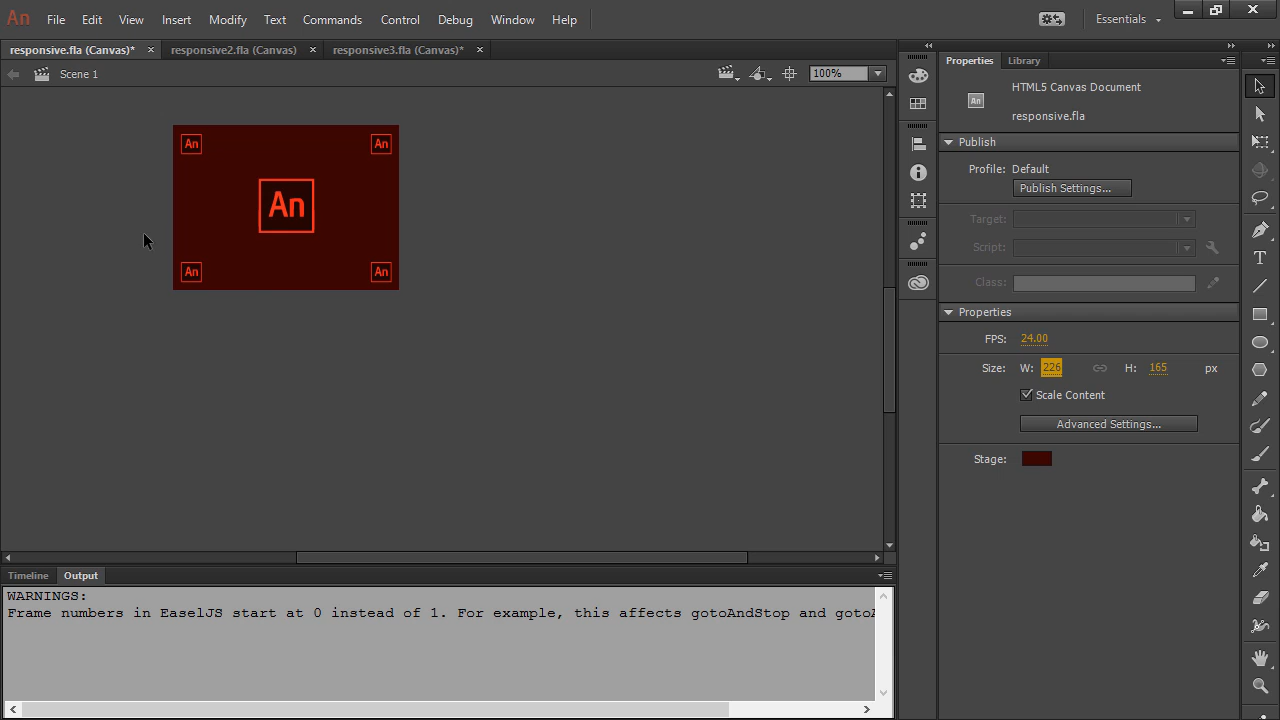 An File Edit View Insert Modify Text Commands Control Debug Window Help Essentials
responsive.fla (Canvas)* responsive2.fla (Canvas) responsive3.fla (Canvas)*
Scene 1 100%
An An
An
An An
Properties Library
An HTML5 Canvas Document
responsive.fla
Publish
Profile: Default
Publish Settings...
Target:
Script:
Class:
Properties
FPS: 24.00
Size: W: 226 H: 165 px
Scale Content
Advanced Settings...
Stage:
T
Timeline Output
WARNINGS:
Frame numbers in EaselJS start at 0 instead of 1. For example, this affects gotoAndStop and